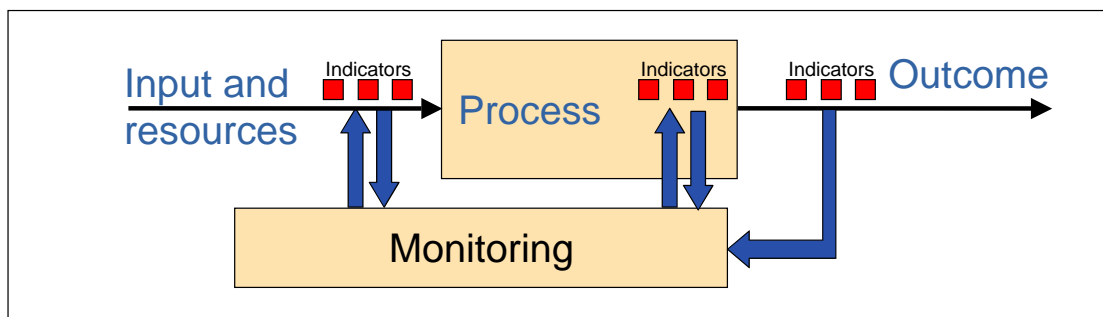 Input and
resources
Indicators
Process
Indicators
Indicators
Outcome
Monitoring